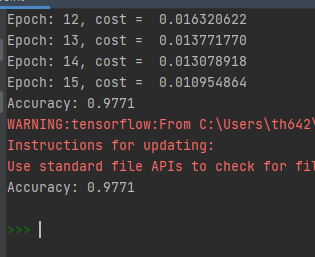 Epoch: 12, cost =  0.016320622
Epoch: 13, cost =  0.013771770
Epoch: 14, cost =  0.013078918
Epoch: 15, cost =  0.010954864
Accuracy: 0.9771
WARNING:tensorflow:From C:\Users\th642\
Instructions for updating:
Use standard file APIs to check for fil
Accuracy: 0.9771
>>>